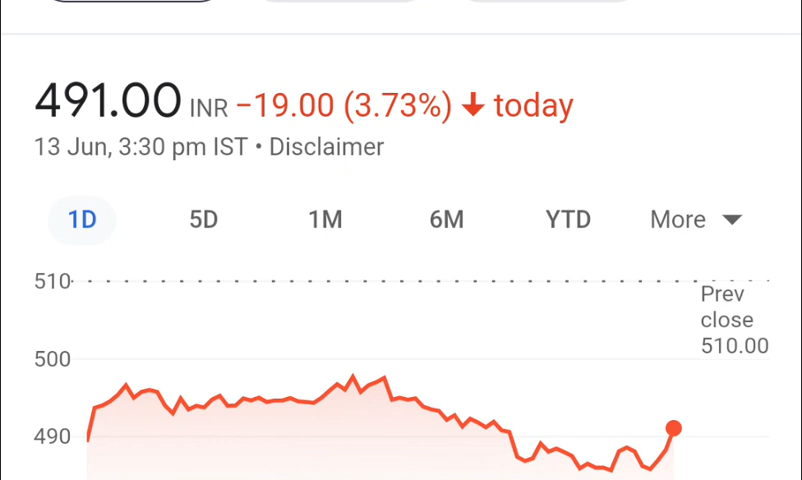 491.00 INR −19.00 (3.73%) ↓ today
13 Jun, 3:30 pm IST • Disclaimer
1D 5D 1M 6M YTD More
510
Prev
close
510.00
500
490